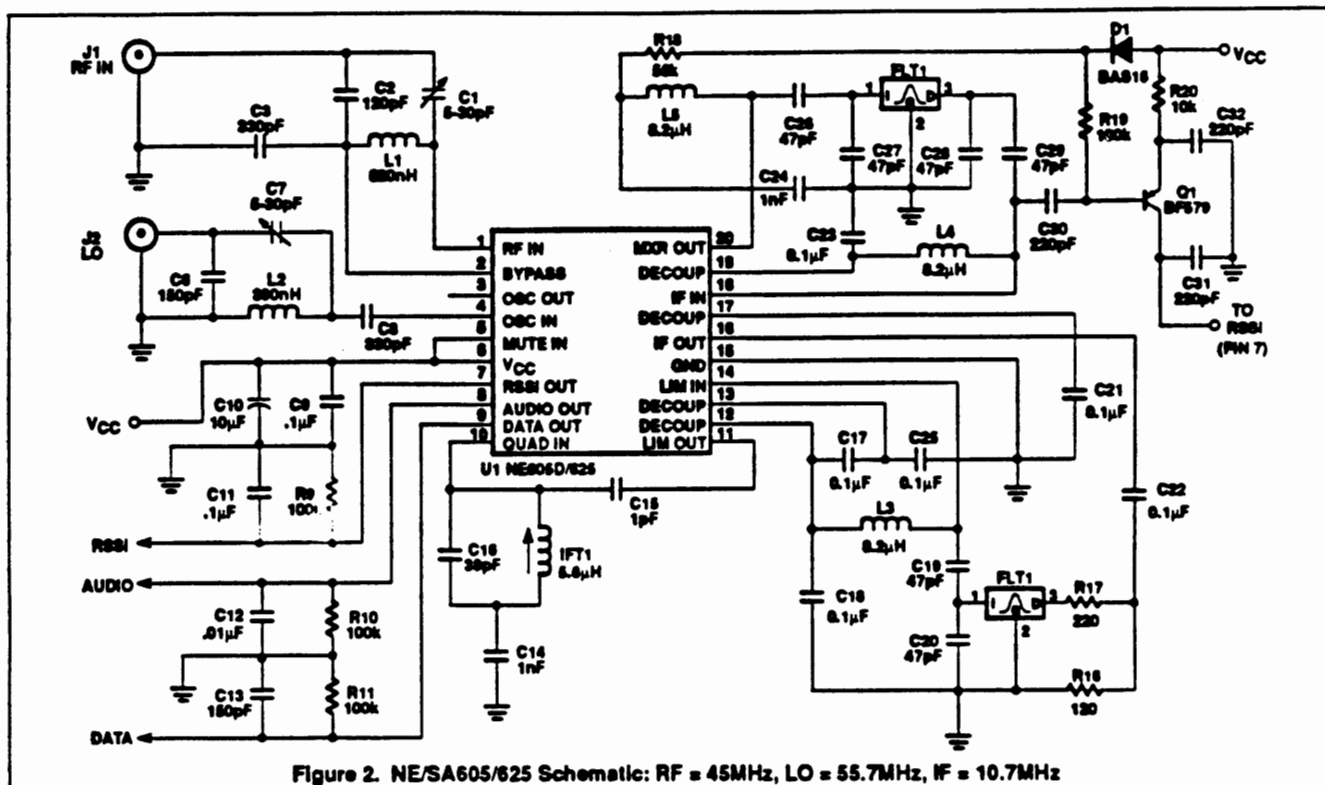 J1
RF IN
C2
120pF
C1
5-30pF
C3
330pF
L1
J2
LO
C7
5-30pF
C6
150pF
L2
C8
330pF
R18
L5
8.2µH
C26
47pF
FLT1
1
3
2
C27
47pF
C28
47pF
C29
47pF
C24
1nF
C23
0.1µF
L4
8.2µH
C30
220pF
D1
BAS16
VCC
R20
10k
R19
C32
220pF
Q1
BF579
C31
220pF
TO
RSSI
(PIN 7)
1 RF IN
2 BYPASS
3 OSC OUT
4 OSC IN
5 MUTE IN
6 VCC
7 RSSI OUT
8 AUDIO OUT
9 DATA OUT
10 QUAD IN
MXR OUT 20
DECOUP 19
IF IN 18
DECOUP 17
IF OUT 16
GND 15
LIM IN 14
DECOUP 13
DECOUP 12
LIM OUT 11
U1 NE605D/625
VCC
C10
10µF
C9
.1µF
C11
.1µF
R9
RSSI
AUDIO
C12
.01µF
R10
100k
C13
150pF
R11
100k
DATA
C15
1pF
C16
IFT1
5.6µH
C14
1nF
C17
0.1µF
C25
0.1µF
C21
0.1µF
C22
0.1µF
L3
8.2µH
C18
0.1µF
C19
47pF
C20
47pF
FLT1
1
3
2
R17
220
R16
120
Figure 2. NE/SA605/625 Schematic: RF = 45MHz, LO = 55.7MHz, IF = 10.7MHz